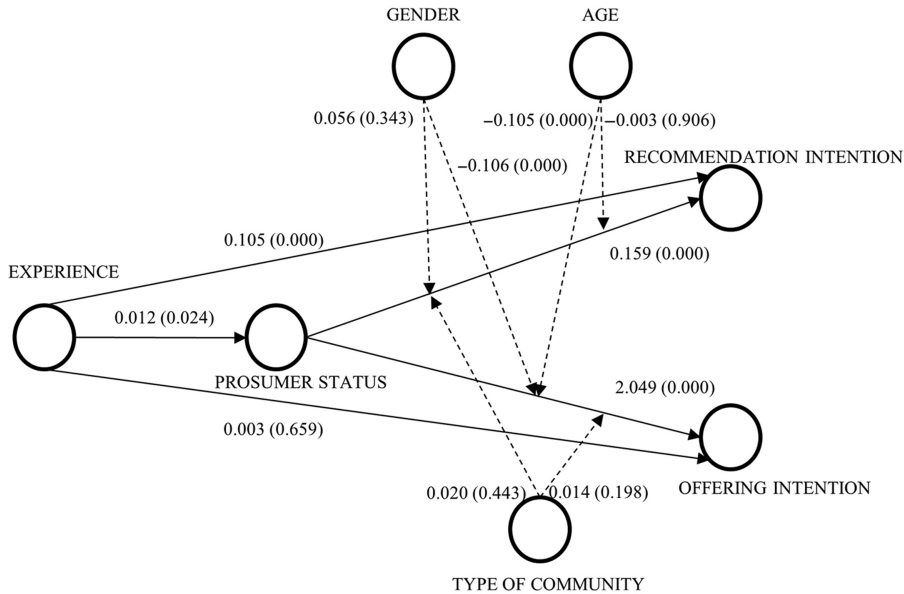 GENDER
AGE
0.056 (0.343)
−0.105 (0.000)
−0.003 (0.906)
−0.106 (0.000)
RECOMMENDATION INTENTION
0.105 (0.000)
0.159 (0.000)
EXPERIENCE
0.012 (0.024)
PROSUMER STATUS
2.049 (0.000)
0.003 (0.659)
0.020 (0.443)
0.014 (0.198)
OFFERING INTENTION
TYPE OF COMMUNITY